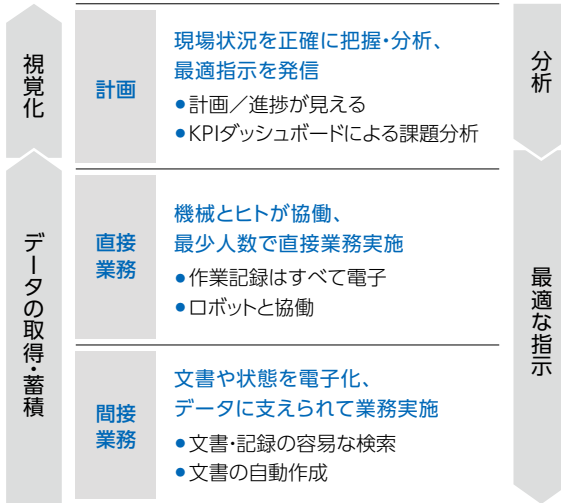 視覚化
データの取得・蓄積
計画
現場状況を正確に把握・分析、
最適指示を発信
●計画／進捗が見える
●KPIダッシュボードによる課題分析
直接
業務
機械とヒトが協働、
最少人数で直接業務実施
●作業記録はすべて電子
●ロボットと協働
間接
業務
文書や状態を電子化、
データに支えられて業務実施
●文書・記録の容易な検索
●文書の自動作成
分析
最適な指示